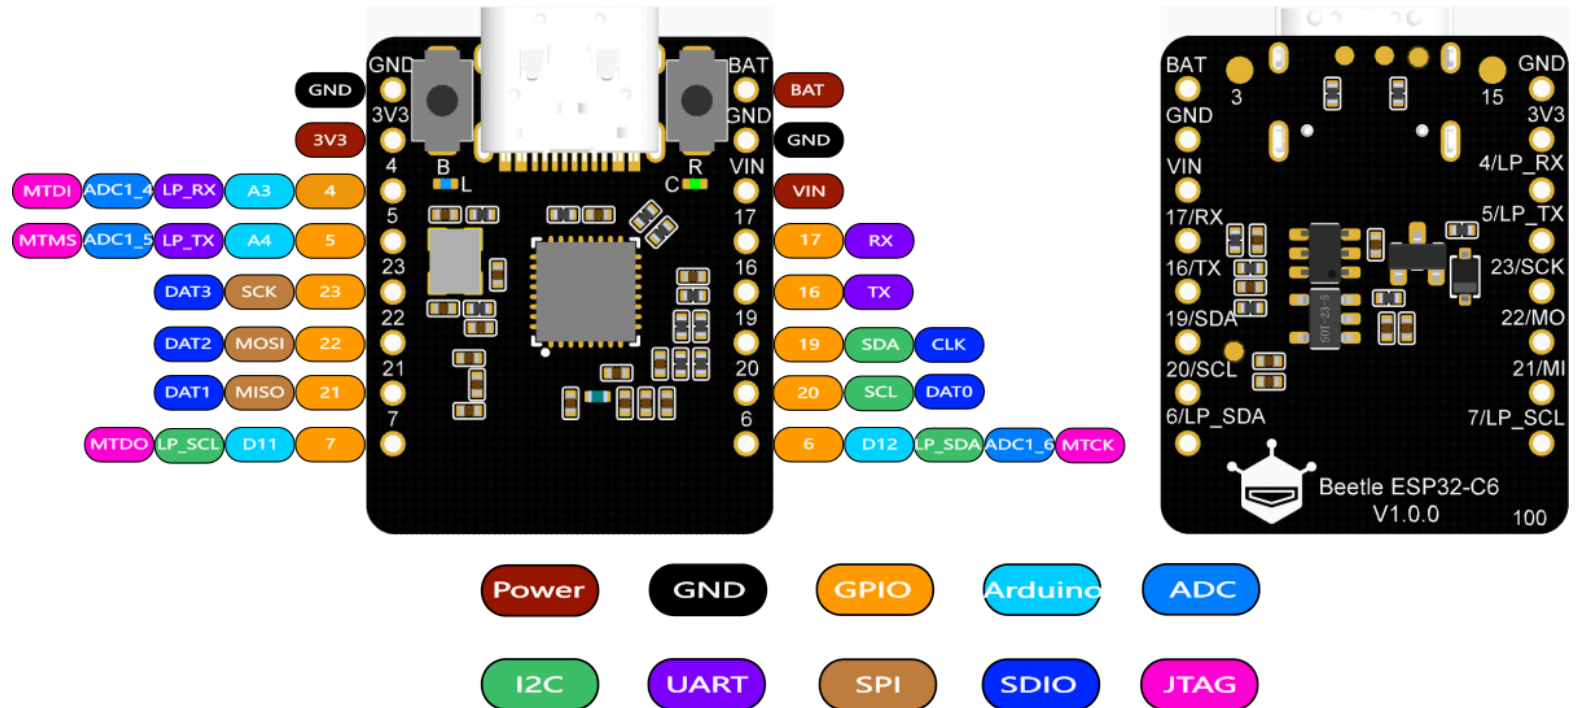 GND
BAT
GND
BAT
BAT
3
15
GND
3V3
GND
GND
3V3
GND
3V3
4
B
L
R
C
VIN
VIN
VIN
4/LP_RX
MTDI ADC1_4 LP_RX A3 4
5
17
17/RX
5/LP_TX
MTMS ADC1_5 LP_TX A4 5
17 RX
23
16
16/TX
23/SCK
DAT3 SCK 23
16 TX
22
19
19/SDA
SOT-23-5
22/MO
DAT2 MOSI 22
19 SDA CLK
21
20
20/SCL
21/MI
DAT1 MISO 21
20 SCL DAT0
7
6
6/LP_SDA
7/LP_SCL
MTDO LP_SCL D11 7
6 D12 LP_SDA ADC1_6 MTCK
Beetle ESP32-C6
V1.0.0
100
Power GND GPIO Arduino ADC
I2C UART SPI SDIO JTAG